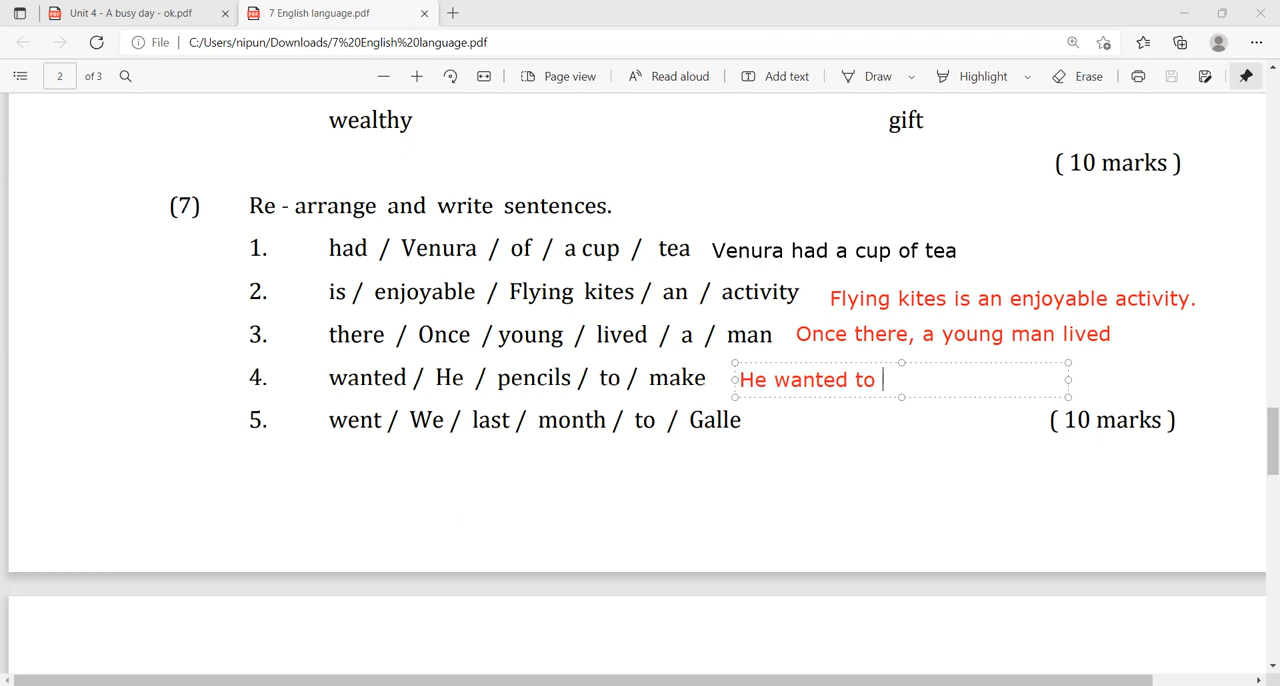 Unit 4 - A busy day - ok.pdf
7 English language.pdf
File | C:/Users/nipun/Downloads/7%20English%20language.pdf
2 of 3 Page view Read aloud Add text Draw Highlight Erase
wealthy gift
( 10 marks )
(7) Re - arrange and write sentences.
1. had / Venura / of / a cup / tea Venura had a cup of tea
2. is / enjoyable / Flying kites / an / activity Flying kites is an enjoyable activity.
3. there / Once / young / lived / a / man Once there, a young man lived
4. wanted / He / pencils / to / make He wanted to
5. went / We / last / month / to / Galle ( 10 marks )